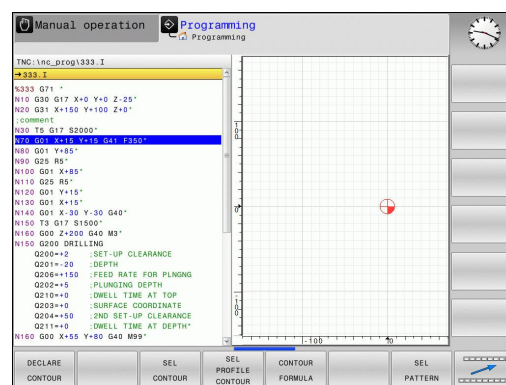 Manual operation
Programming
Programming
TNC:\nc_prog\333.I
→333.I
%333 G71 *
N10 G30 G17 X+0 Y+0 Z-25*
N20 G31 X+150 Y+100 Z+0*
;comment
N30 T5 G17 S2000*
N70 G01 X+15 Y+15 G41 F350*
N80 G01 Y+85*
N90 G25 R5*
N100 G01 X+85*
N110 G25 R5*
N120 G01 Y+15*
N130 G01 X+15*
N140 G01 X-30 Y-30 G40*
N150 T3 G17 S1500*
N160 G00 Z+200 G40 M3*
N150 G200 DRILLING
Q200=+2 ;SET-UP CLEARANCE
Q201=-20 ;DEPTH
Q206=+150 ;FEED RATE FOR PLNGNG
Q202=+5 ;PLUNGING DEPTH
Q210=+0 ;DWELL TIME AT TOP
Q203=+0 ;SURFACE COORDINATE
Q204=+50 ;2ND SET-UP CLEARANCE
Q211=+0 ;DWELL TIME AT DEPTH*
N160 G00 X+55 Y+80 G40 M99*
100
0
-100
-100
0
DECLARE CONTOUR
SEL CONTOUR
SEL PROFILE CONTOUR
CONTOUR FORMULA
SEL PATTERN